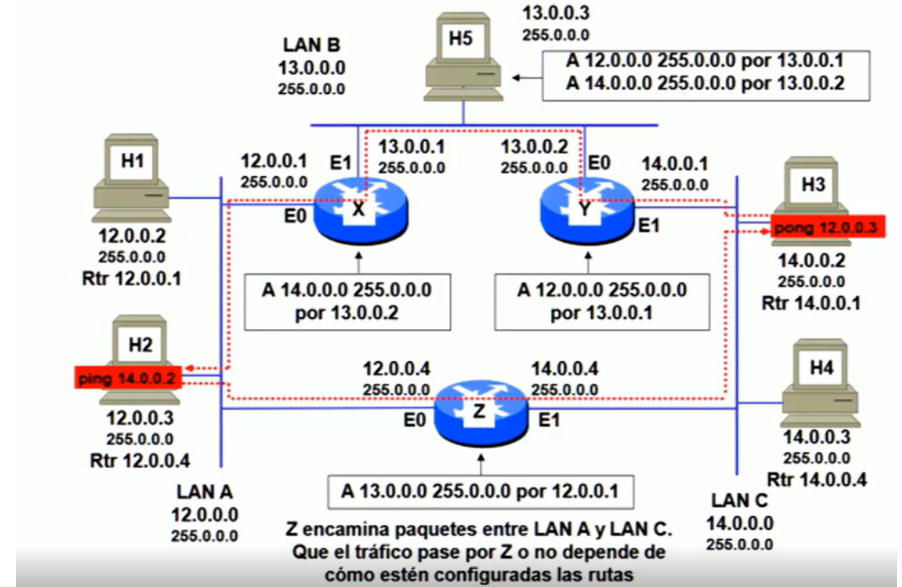 13.0.0.3
255.0.0.0
H5
LAN B
13.0.0.0
255.0.0.0
A 12.0.0.0 255.0.0.0 por 13.0.0.1
A 14.0.0.0 255.0.0.0 por 13.0.0.2
H1
12.0.0.2
255.0.0.0
Rtr 12.0.0.1
12.0.0.1
255.0.0.0
E1
13.0.0.1
255.0.0.0
E0
X
13.0.0.2
255.0.0.0
E0
14.0.0.1
255.0.0.0
Y
E1
H3
pong 12.0.0.3
14.0.0.2
255.0.0.0
Rtr 14.0.0.1
A 14.0.0.0 255.0.0.0
por 13.0.0.2
A 12.0.0.0 255.0.0.0
por 13.0.0.1
H2
ping 14.0.0.2
12.0.0.3
255.0.0.0
Rtr 12.0.0.4
12.0.0.4
255.0.0.0
14.0.0.4
255.0.0.0
E0
Z
E1
H4
14.0.0.3
255.0.0.0
Rtr 14.0.0.4
A 13.0.0.0 255.0.0.0 por 12.0.0.1
LAN A
12.0.0.0
255.0.0.0
LAN C
14.0.0.0
255.0.0.0
Z encamina paquetes entre LAN A y LAN C.
Que el tráfico pase por Z o no depende de
cómo estén configuradas las rutas